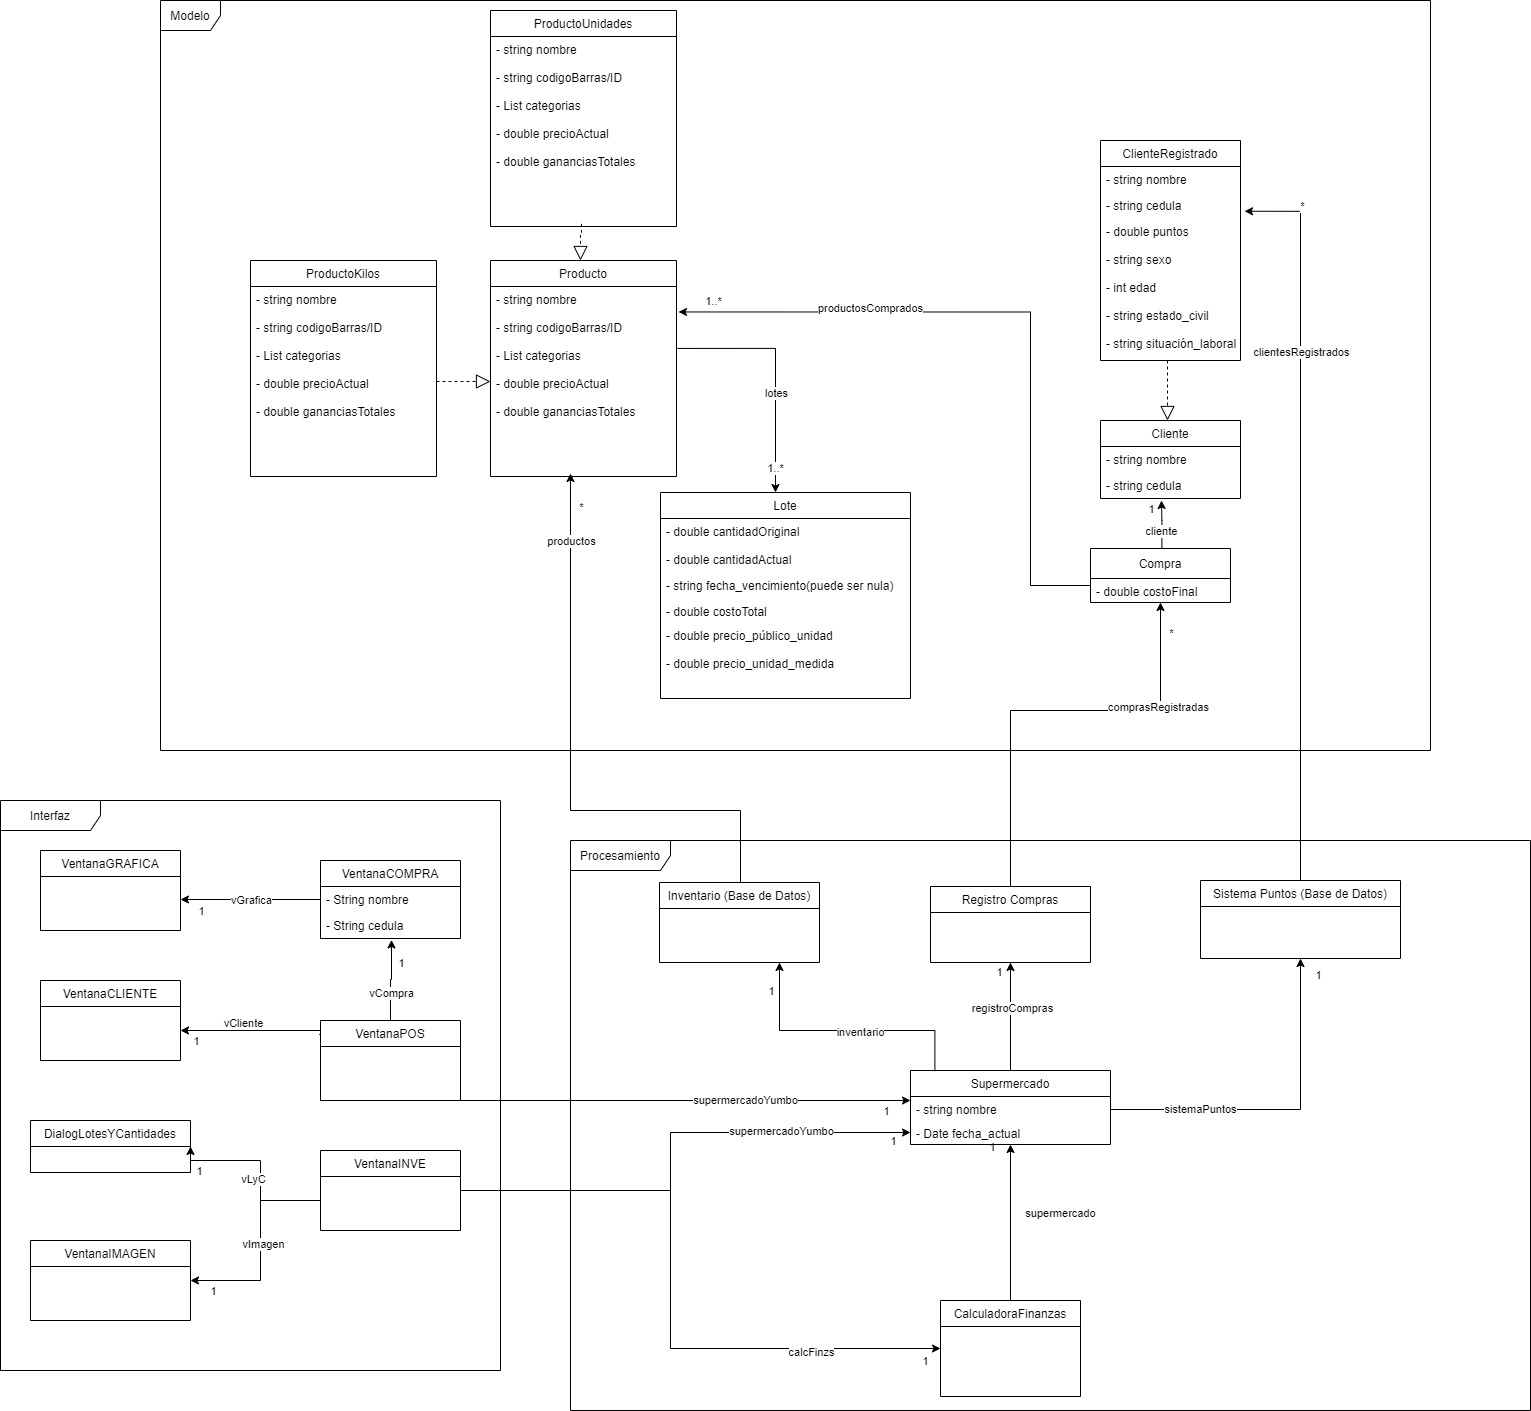 Modelo
ProductoUnidades
- string nombre
- string codigoBarras/ID
- List categorias
- double precioActual
- double gananciasTotales
ClienteRegistrado
- string nombre
- string cedula
- double puntos
- string sexo
- int edad
- string estado_civil
- string situación_laboral
*
clientesRegistrados
ProductoKilos
- string nombre
- string codigoBarras/ID
- List categorias
- double precioActual
- double gananciasTotales
Producto
- string nombre
- string codigoBarras/ID
- List categorias
- double precioActual
- double gananciasTotales
1..*
productosComprados
lotes
1..*
Cliente
- string nombre
- string cedula
1
cliente
Compra
- double costoFinal
*
comprasRegistradas
*
productos
Lote
- double cantidadOriginal
- double cantidadActual
- string fecha_vencimiento(puede ser nula)
- double costoTotal
- double precio_público_unidad
- double precio_unidad_medida
Interfaz
VentanaGRAFICA
VentanaCOMPRA
- String nombre
- String cedula
vGrafica
1
1
vCompra
VentanaCLIENTE
vCliente
1
VentanaPOS
DialogLotesYCantidades
1
vLyC
VentanaINVE
vImagen
VentanaIMAGEN
1
Procesamiento
Inventario (Base de Datos)
Registro Compras
Sistema Puntos (Base de Datos)
1
1
1
registroCompras
inventario
Supermercado
- string nombre
- Date fecha_actual
sistemaPuntos
supermercadoYumbo
1
supermercadoYumbo
1
1
supermercado
CalculadoraFinanzas
calcFinzs
1